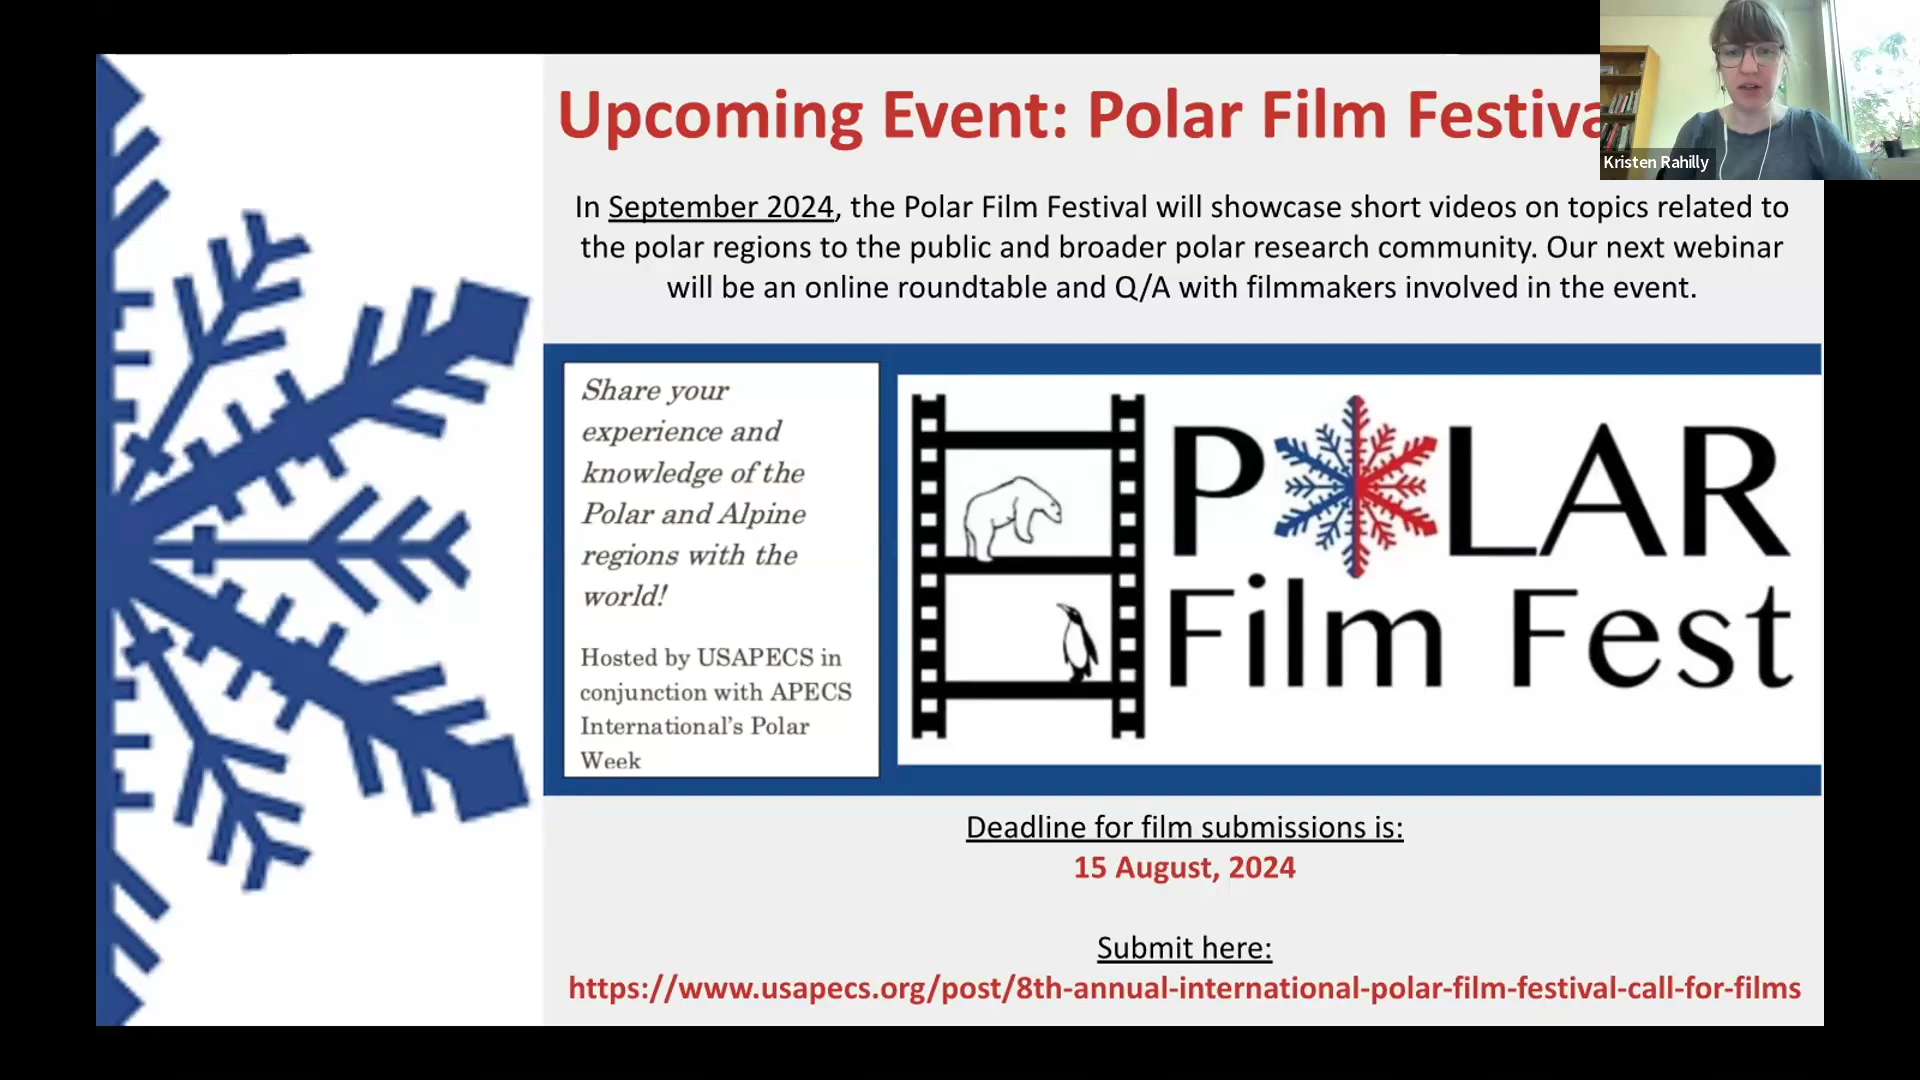 Upcoming Event: Polar Film Festiva
Kristen Rahilly
In September 2024, the Polar Film Festival will showcase short videos on topics related to
the polar regions to the public and broader polar research community. Our next webinar
will be an online roundtable and Q/A with filmmakers involved in the event.
Share your
experience and
knowledge of the
Polar and Alpine
regions with the
world!
Hosted by USAPECS in
conjunction with APECS
International's Polar
Week
POLAR
Film Fest
Deadline for film submissions is:
15 August, 2024
Submit here:
https://www.usapecs.org/post/8th-annual-international-polar-film-festival-call-for-films